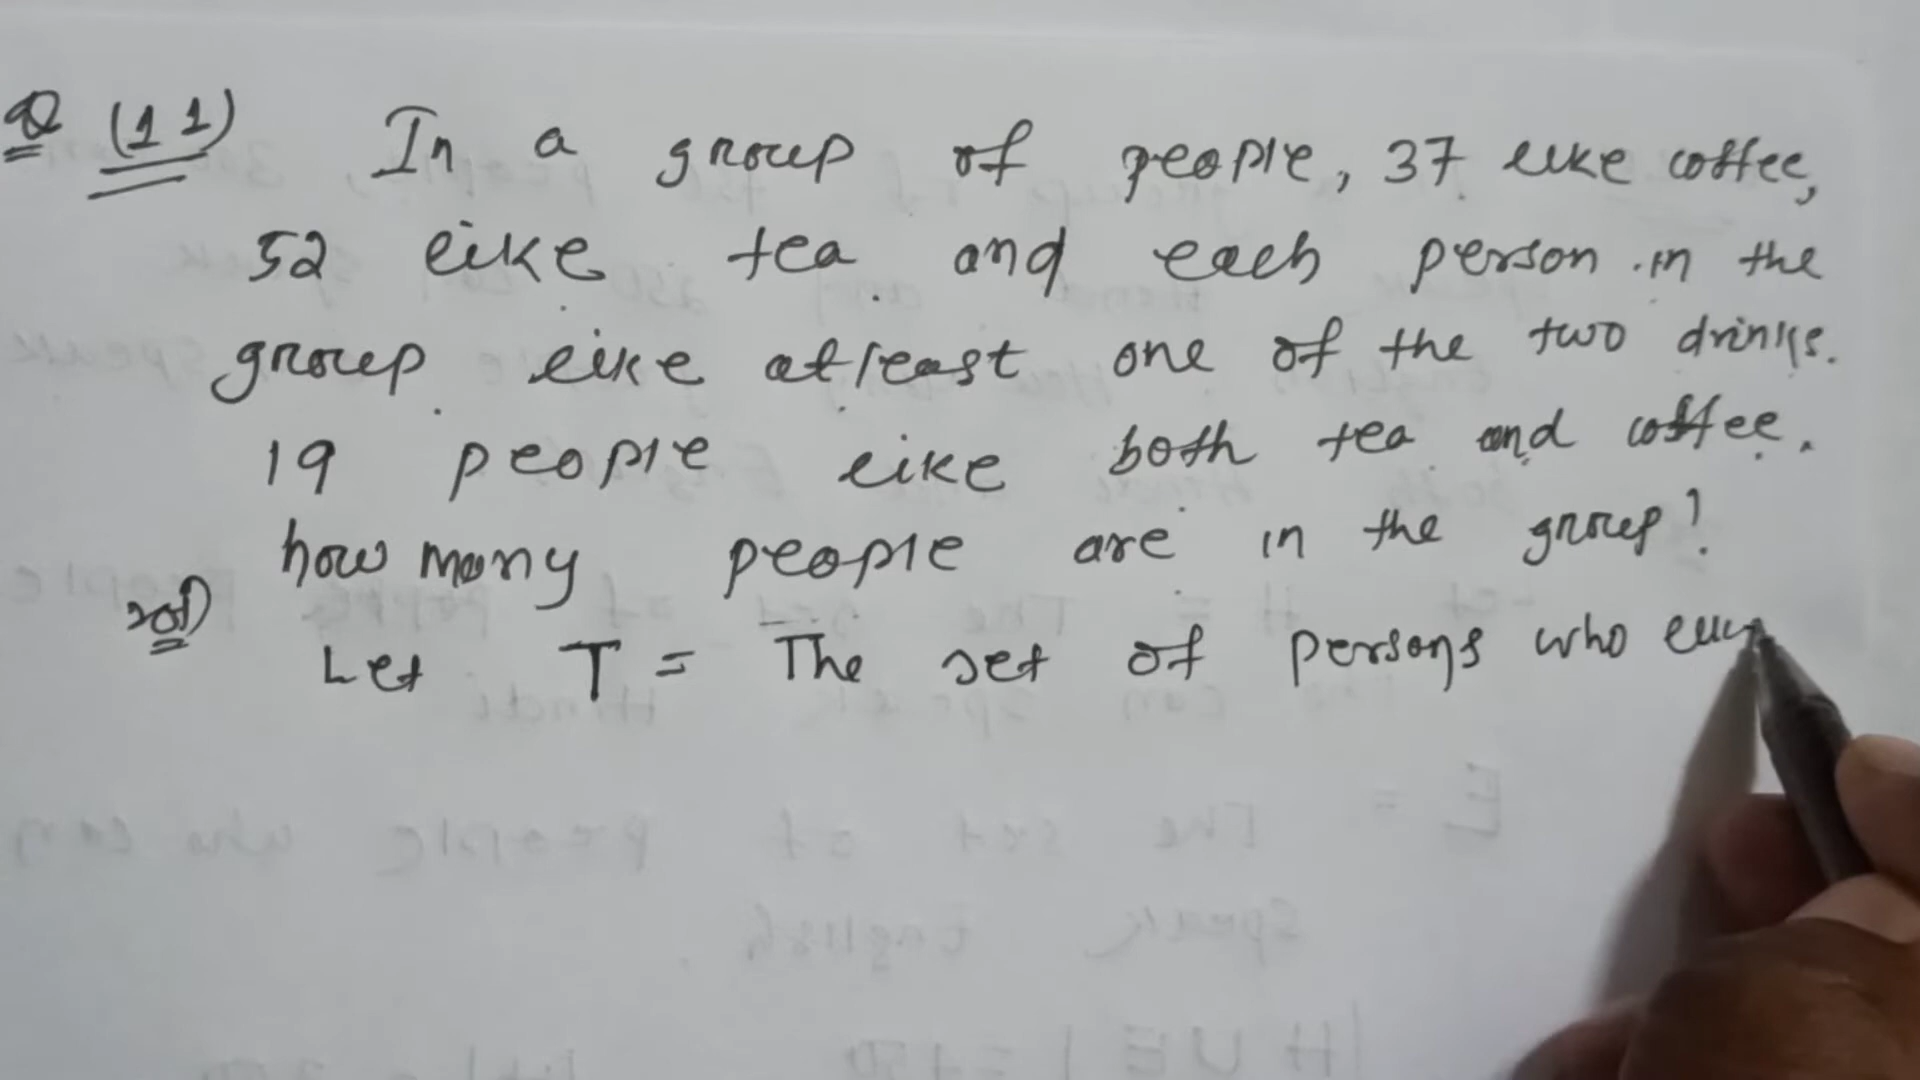 Q (11) In a group of people, 37 like coffee,
52 like tea and each person in the
group like atleast one of the two drinks.
19 people like both tea and coffee.
how many people are in the group?
Let T = The set of persons who